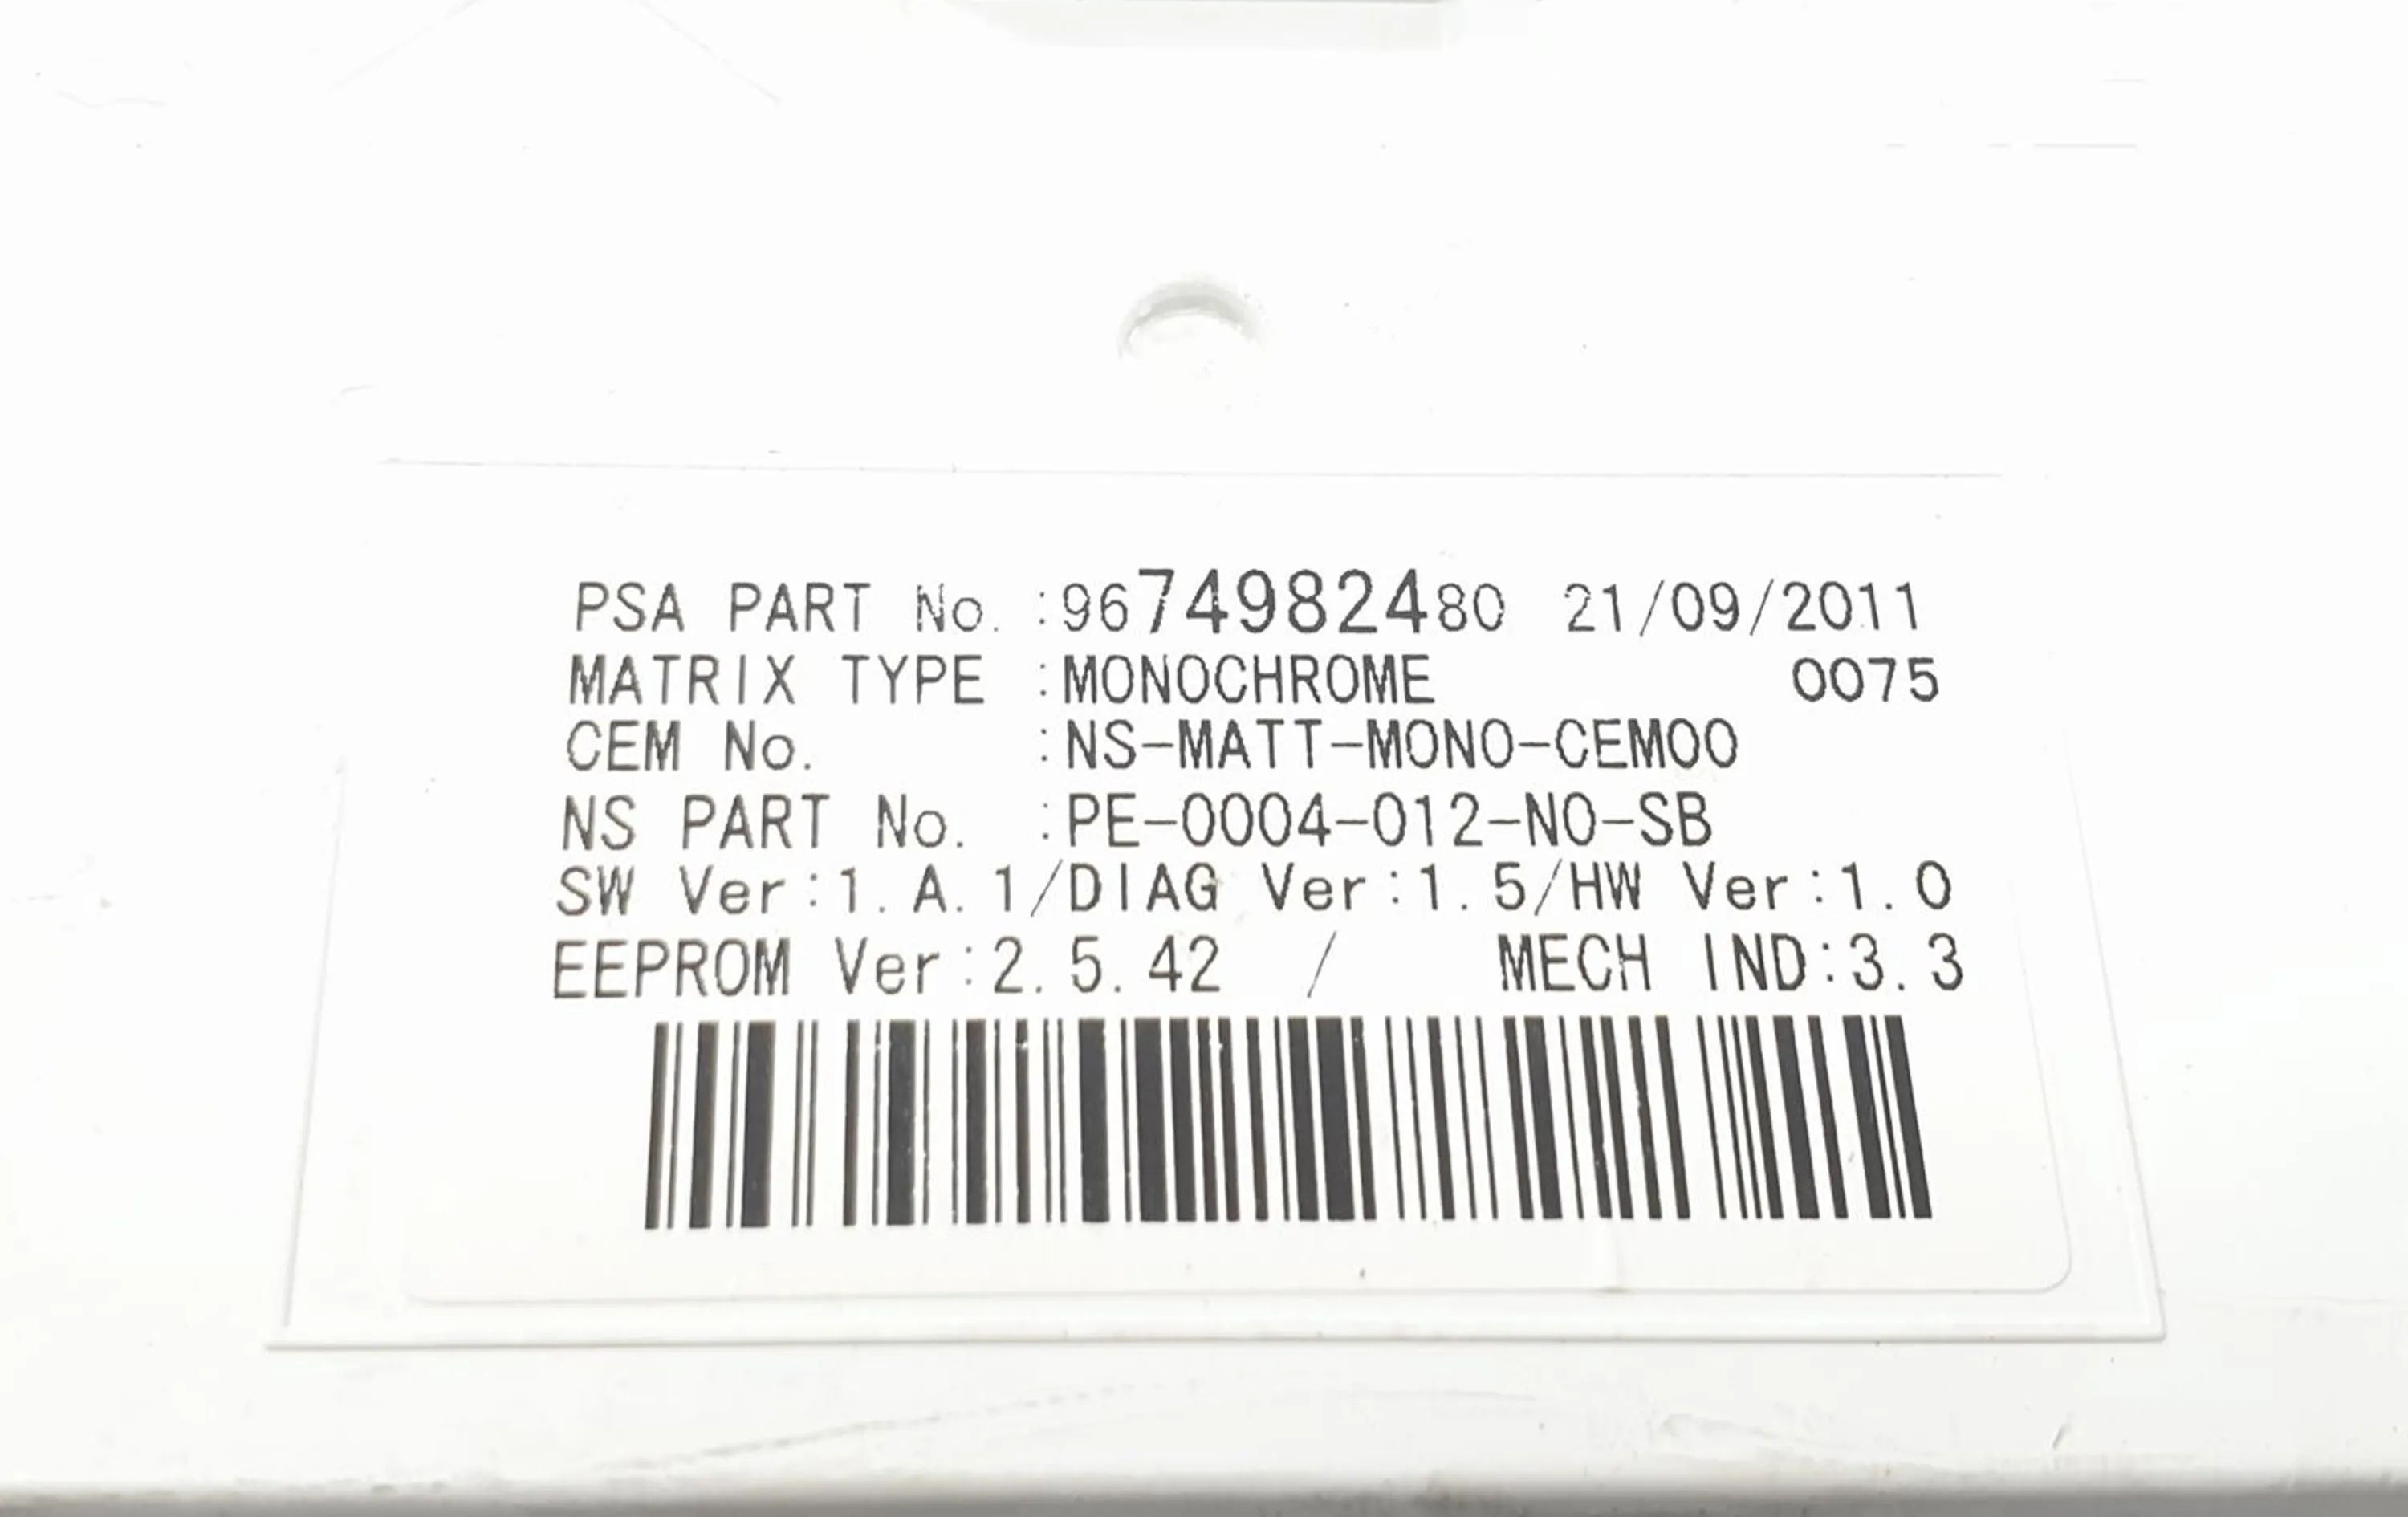 PSA PART No. :9674982480 21/09/2011
MATRIX TYPE :MONOCHROME 0075
CEM No. :NS-MATT-MONO-CEM00
NS PART No. :PE-0004-012-NO-SB
SW Ver:1.A.1/DIAG Ver:1.5/HW Ver:1.0
EEPROM Ver:2.5.42 / MECH IND:3.3